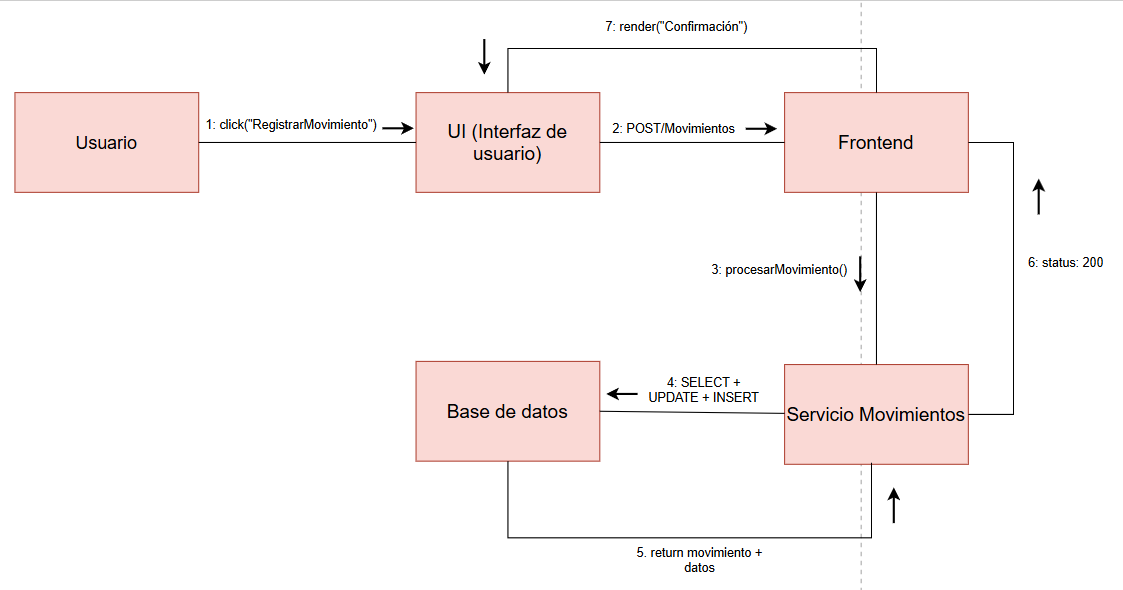 7: render("Confirmación")
Usuario
1: click("RegistrarMovimiento")
UI (Interfaz de
usuario)
2: POST/Movimientos
Frontend
3: procesarMovimiento()
6: status: 200
Base de datos
4: SELECT +
UPDATE + INSERT
Servicio Movimientos
5. return movimiento +
datos